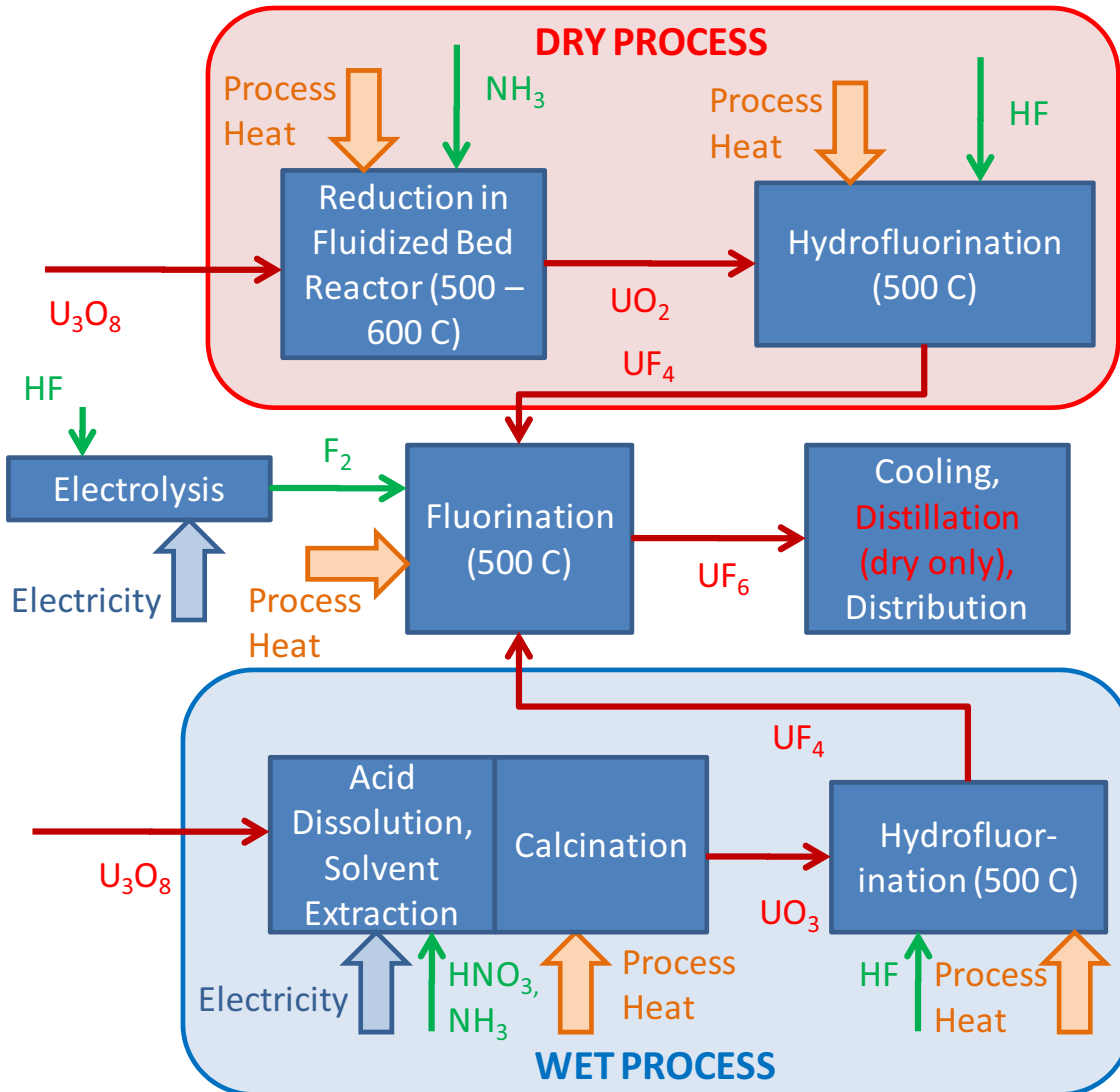 DRY PROCESS
Process
Heat
NH₃
Process
Heat
HF
Reduction in
Fluidized Bed
Reactor (500 –
600 C)
Hydrofluorination
(500 C)
U₃O₈
UO₂
UF₄
HF
Electrolysis
F₂
Electricity
Process
Heat
Fluorination
(500 C)
UF₆
Cooling,
Distillation
(dry only),
Distribution
UF₄
U₃O₈
Acid
Dissolution,
Solvent
Extraction
Calcination
UO₃
Hydrofluor-
ination (500 C)
Electricity
HNO₃,
NH₃
Process
Heat
HF
Process
Heat
WET PROCESS